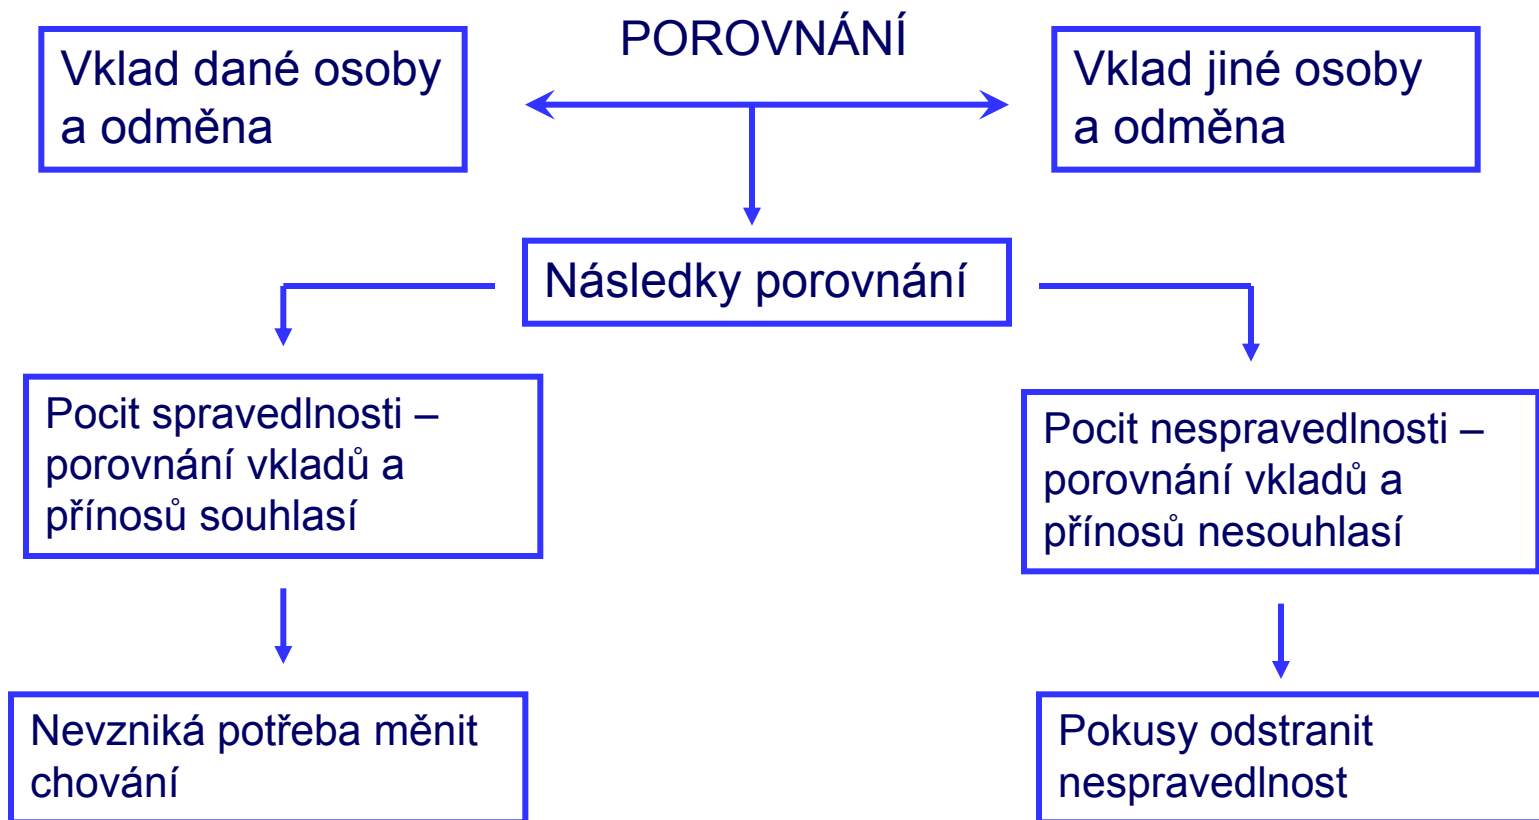 POROVNÁNÍ
Vklad dané osoby
a odměna
Vklad jiné osoby
a odměna
Následky porovnání
Pocit spravedlnosti –
porovnání vkladů a
přínosů souhlasí
Pocit nespravedlnosti –
porovnání vkladů a
přínosů nesouhlasí
Nevzniká potřeba měnit
chování
Pokusy odstranit
nespravedlnost